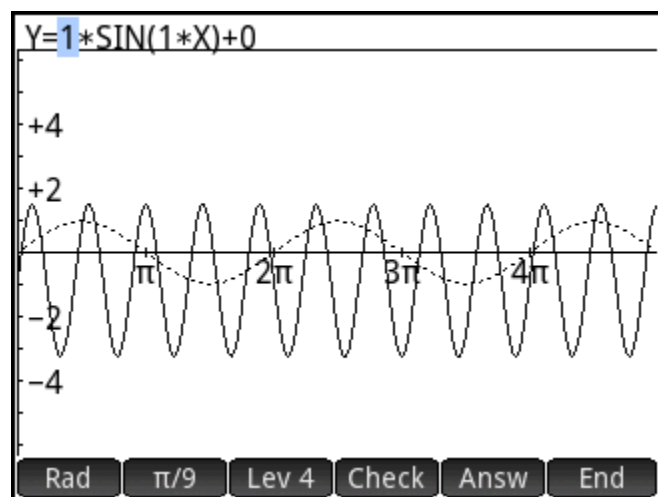 Y=1*SIN(1*X)+0
+4
+2
π 2π 3π 4π
−2
−4
Rad π/9 Lev 4 Check Answ End